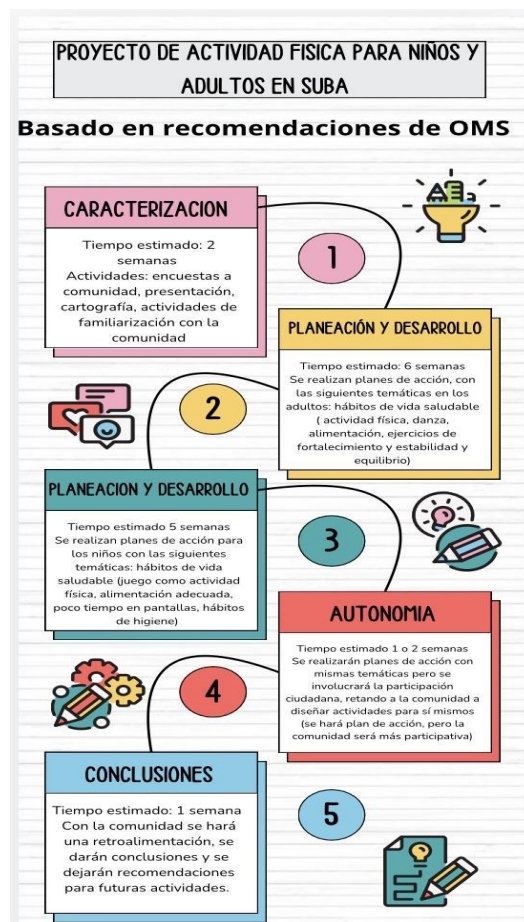 PROYECTO DE ACTIVIDAD FISICA PARA NIÑOS Y
ADULTOS EN SUBA
Basado en recomendaciones de OMS
CARACTERIZACION
Tiempo estimado: 2
semanas
Actividades: encuestas a
comunidad, presentación,
cartografía, actividades de
familiarización con la
comunidad
1
PLANEACIÓN Y DESARROLLO
Tiempo estimado: 6 semanas
Se realizan planes de acción, con
las siguientes temáticas en los
adultos: hábitos de vida saludable
( actividad física, danza,
alimentación, ejercicios de
fortalecimiento y estabilidad y
equilibrio)
2
PLANEACION Y DESARROLLO
Tiempo estimado 5 semanas
Se realizan planes de acción para
los niños con las siguientes
temáticas: hábitos de vida
saludable (juego como actividad
física, alimentación adecuada,
poco tiempo en pantallas, hábitos
de higiene)
3
AUTONOMIA
Tiempo estimado 1 o 2 semanas
Se realizarán planes de acción con
mismas temáticas pero se
involucrará la participación
ciudadana, retando a la comunidad a
diseñar actividades para sí mismos
(se hará plan de acción, pero la
comunidad será más participativa)
4
CONCLUSIONES
Tiempo estimado: 1 semana
Con la comunidad se hará
una retroalimentación, se
darán conclusiones y se
dejarán recomendaciones
para futuras actividades.
5